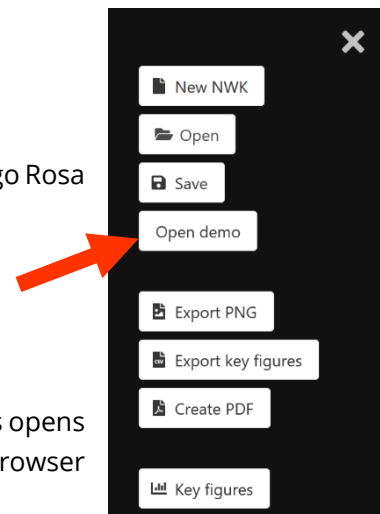 New NWK
Open
go Rosa
Save
Open demo
Export PNG
Export key figures
Create PDF
s opens
rowser
Key figures